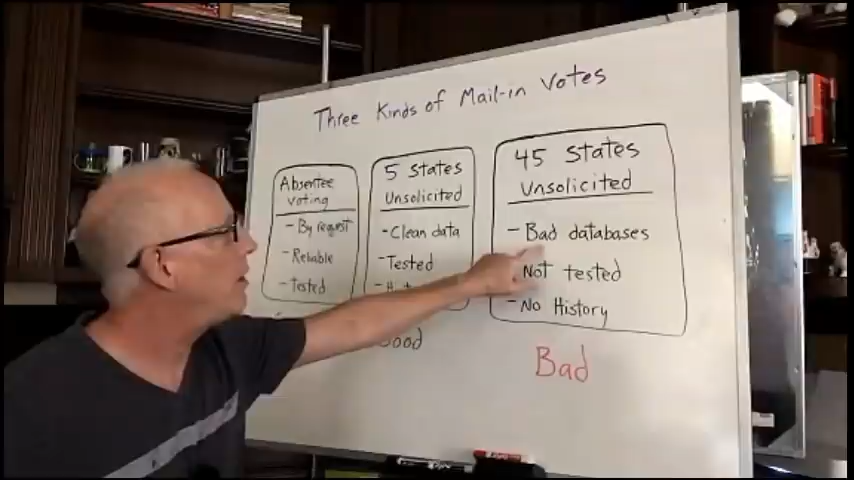 Three Kinds of Mail-in Votes
Absentee
voting
- By request
- Reliable
- Tested
5 States
Unsolicited
- Clean data
- Tested
45 States
Unsolicited
- Bad databases
Not tested
- No History
Bad